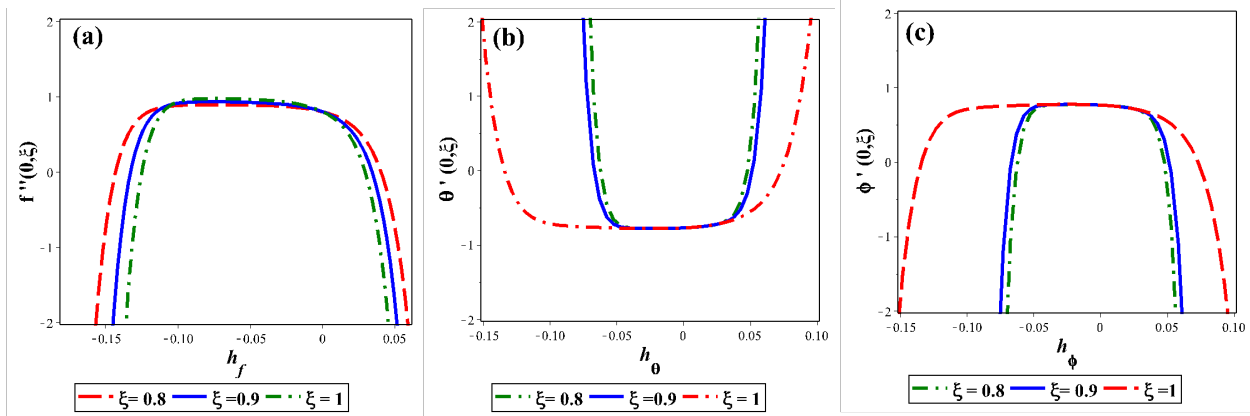 (a)
2
1
0
-1
-2
f ''(0,ξ)
-0.15
-0.10
-0.05
0
0.05
h_f
ξ= 0.8 ξ =0.9 ξ = 1
(b)
2
1
0
-1
-2
θ ' (0,ξ)
-0.15
-0.10
-0.05
0
0.05
0.10
h_θ
ξ = 0.8 ξ =0.9 ξ =1
(c)
2
1
0
-1
-2
ϕ ' (0,ξ)
-0.15
-0.10
-0.05
0
0.05
0.10
h_ϕ
ξ = 0.8 ξ = 0.9 ξ =1